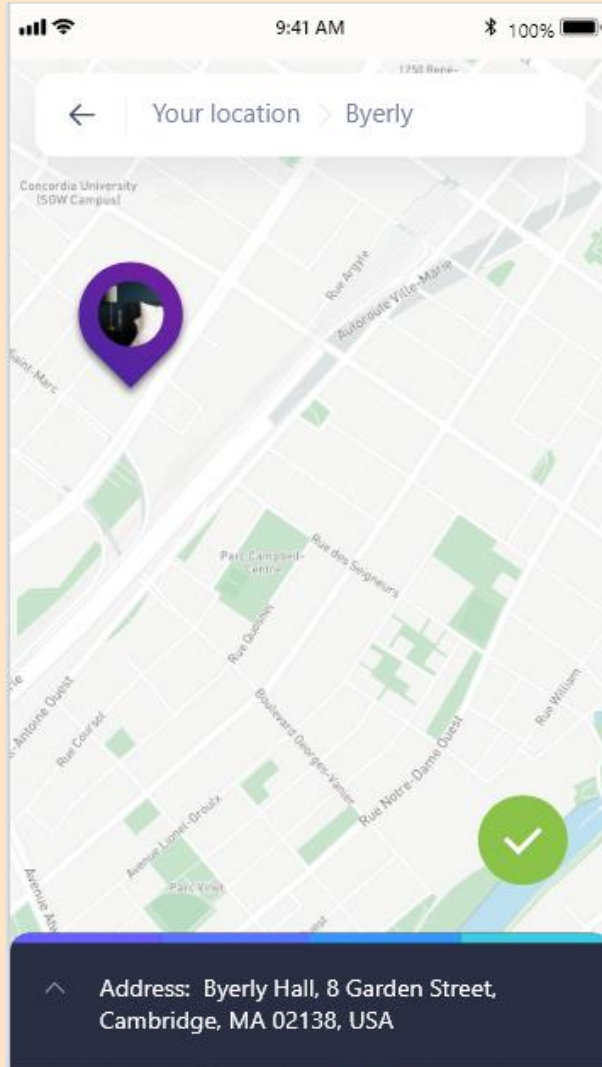 9:41 AM
100%
1250 René-
Your location
Byerly
Concordia University
(SGW Campus)
Rue Argyle
Autoroute Ville-Marie
Saint-Marc
Rue des Seigneurs
Parc Campbell-
Centre
Rue Quesnel
Rue William
-Antoine Ouest
Rue Coursol
Boulevard Georges-Vanier
Rue Notre-Dame Ouest
Avenue Lionel-Groulx
Parc Vinet
Avenue
Address: Byerly Hall, 8 Garden Street,
Cambridge, MA 02138, USA